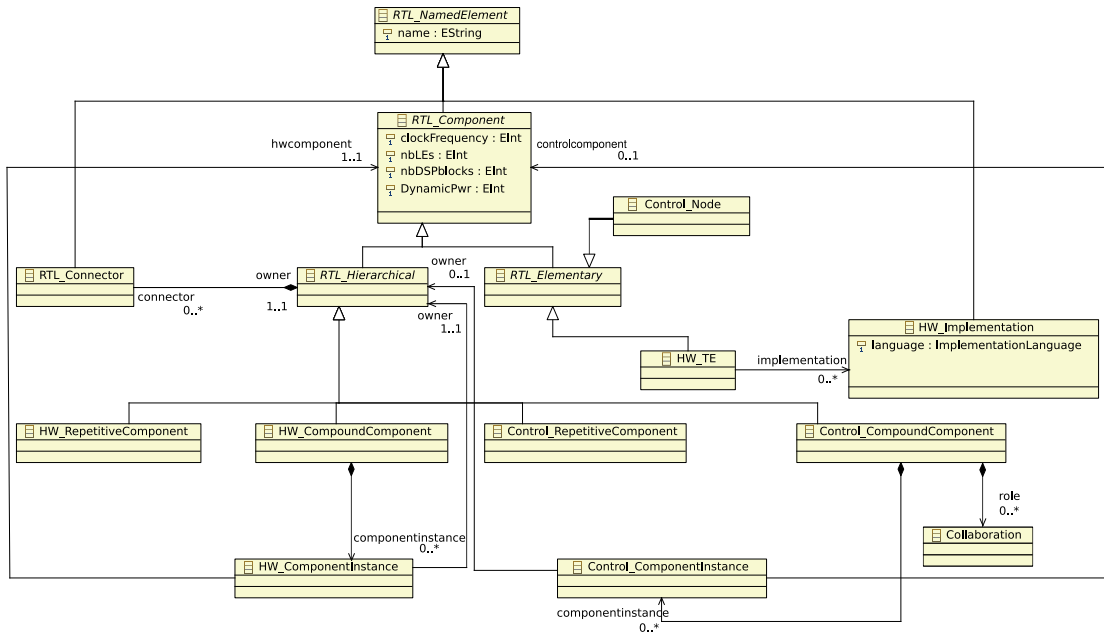 RTL_NamedElement
name : EString
RTL_Component
clockFrequency : EInt
nbLEs : EInt
nbDSPblocks : EInt
DynamicPwr : EInt
hwcomponent
1..1
controlcomponent
0..1
Control_Node
RTL_Connector
owner
1..1
connector
0..*
RTL_Hierarchical
owner
0..1
owner
1..1
RTL_Elementary
HW_Implementation
language : ImplementationLanguage
HW_TE
implementation
0..*
HW_RepetitiveComponent
HW_CompoundComponent
Control_RepetitiveComponent
Control_CompoundComponent
role
0..*
Collaboration
componentinstance
0..*
HW_ComponentInstance
Control_ComponentInstance
componentinstance
0..*